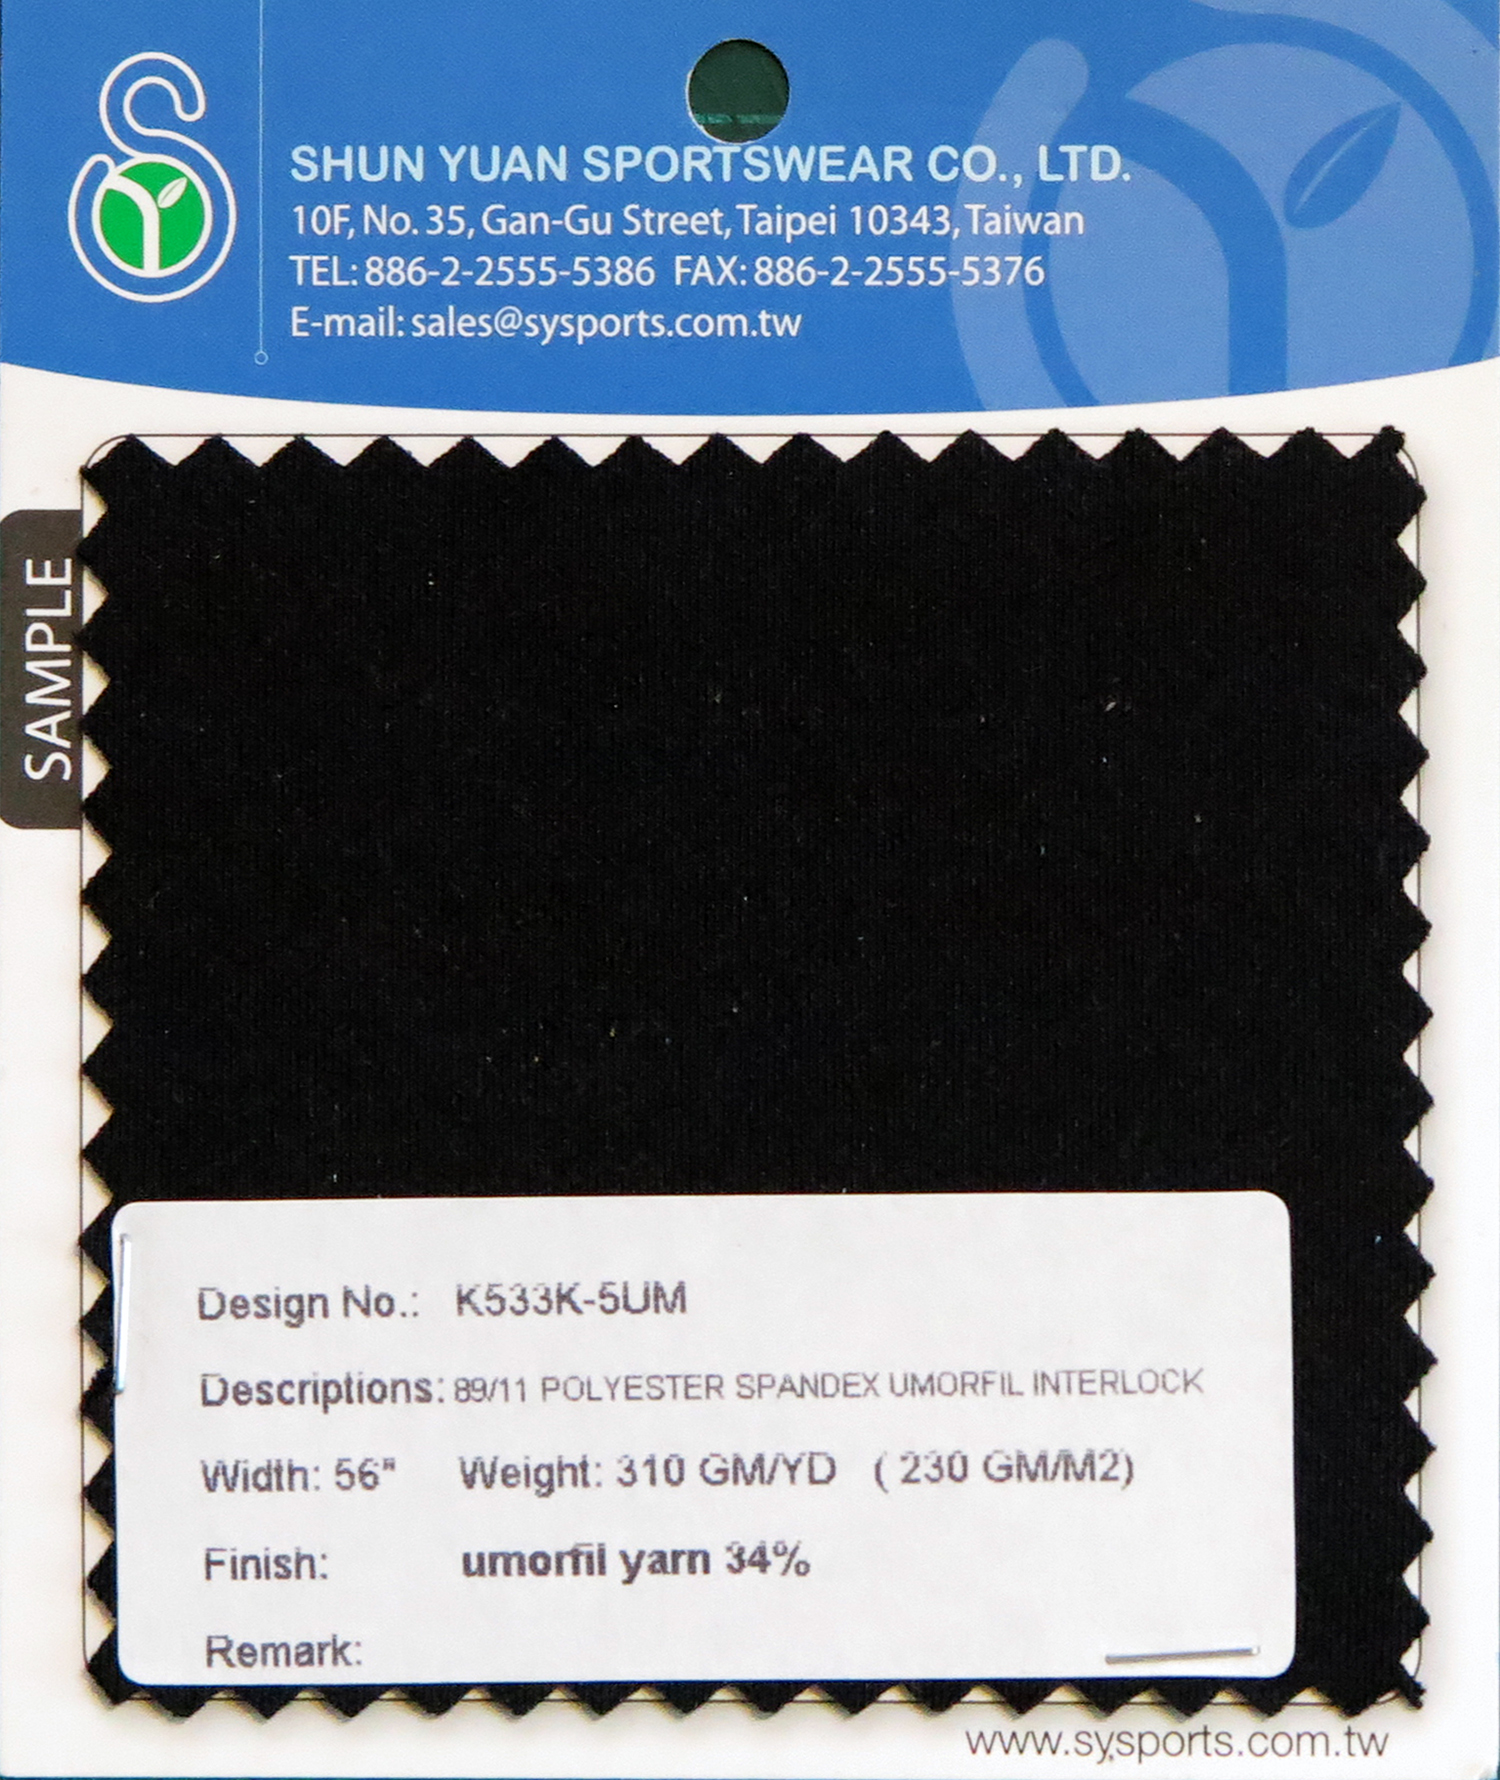 SHUN YUAN SPORTSWEAR CO., LTD.
10F, No. 35, Gan-Gu Street, Taipei 10343, Taiwan
TEL: 886-2-2555-5386 FAX: 886-2-2555-5376
E-mail: sales@sysports.com.tw
SAMPLE
Design No.: K533K-5UM
Descriptions: 89/11 POLYESTER SPANDEX UMORFIL INTERLOCK
Width: 56" Weight: 310 GM/YD ( 230 GM/M2)
Finish: umorfil yarn 34%
Remark:
www.sysports.com.tw